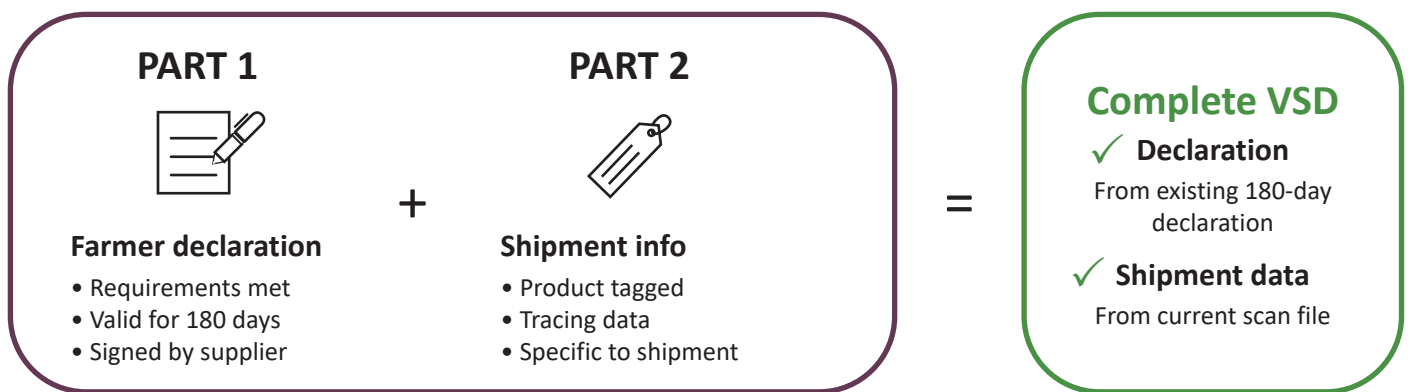 PART 1
Farmer declaration
• Requirements met
• Valid for 180 days
• Signed by supplier
+
PART 2
Shipment info
• Product tagged
• Tracing data
• Specific to shipment
=
Complete VSD
✓ Declaration
From existing 180-day
declaration
✓ Shipment data
From current scan file